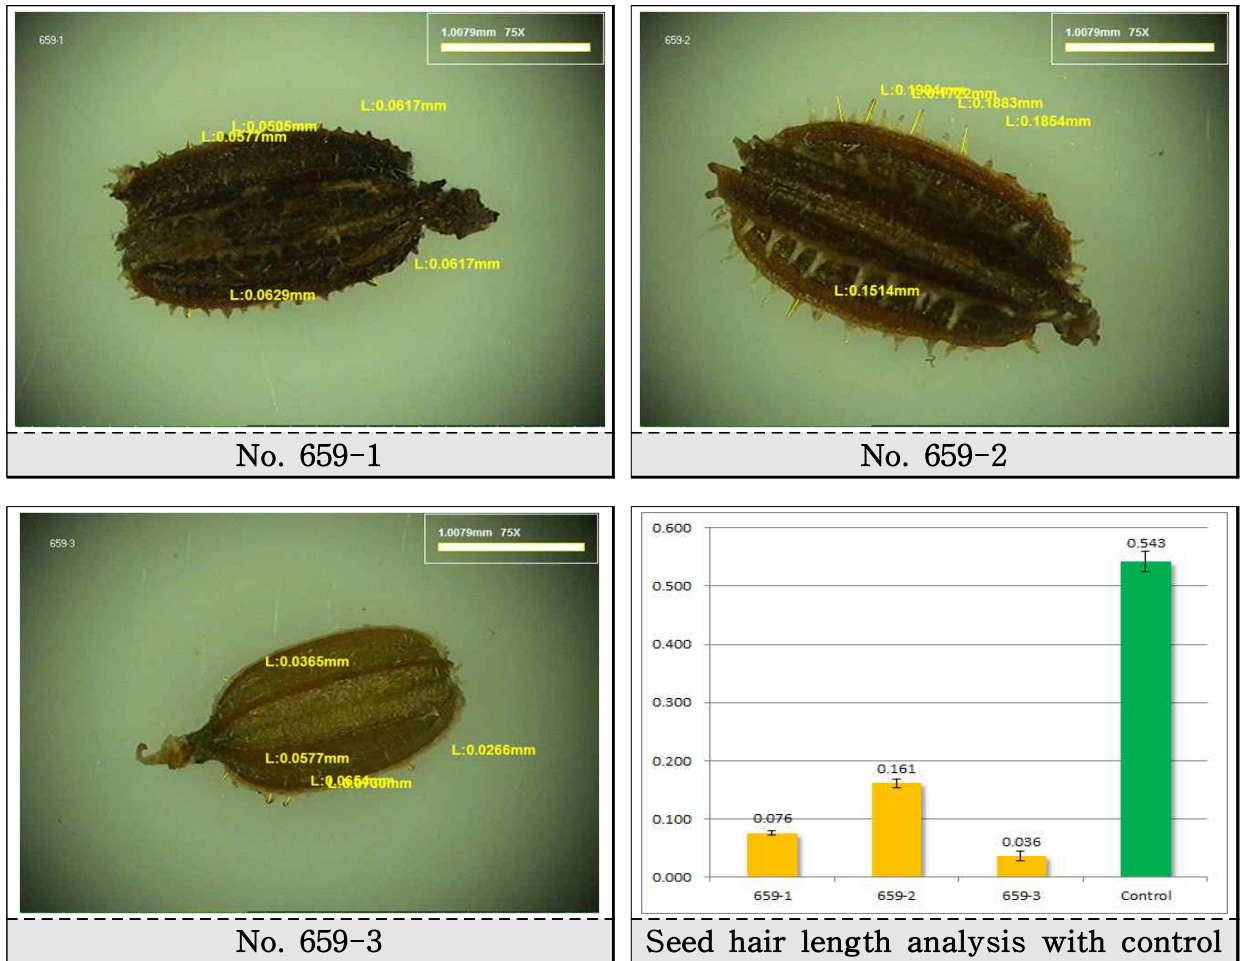 659-1
1.0079mm 75X
L:0.0617mm
L:0.0505mm
L:0.0577mm
L:0.0617mm
L:0.0629mm
No. 659-1
659-2
1.0079mm 75X
L:0.1904mm
L:0.1722mm
L:0.1883mm
L:0.1854mm
L:0.1514mm
No. 659-2
659-3
1.0079mm 75X
L:0.0365mm
L:0.0577mm
L:0.0266mm
No. 659-3
0.600
0.500
0.400
0.300
0.200
0.100
0.000
0.076
0.161
0.036
0.543
659-1 659-2 659-3 Control
Seed hair length analysis with control